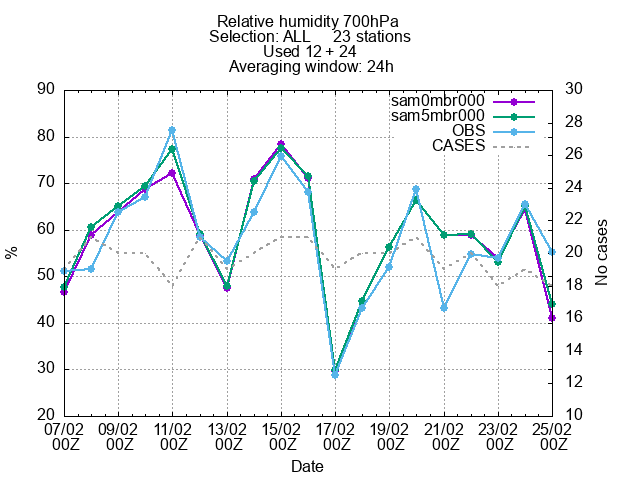 Relative humidity 700hPa
Selection: ALL 23 stations
Used 12 + 24
Averaging window: 24h
sam0mbr000
sam5mbr000
OBS
CASES
%
90
80
70
60
50
40
30
20
No cases
30
28
26
24
22
20
18
16
14
12
10
07/02 09/02 11/02 13/02 15/02 17/02 19/02 21/02 23/02 25/02
00Z 00Z 00Z 00Z 00Z 00Z 00Z 00Z 00Z 00Z
Date